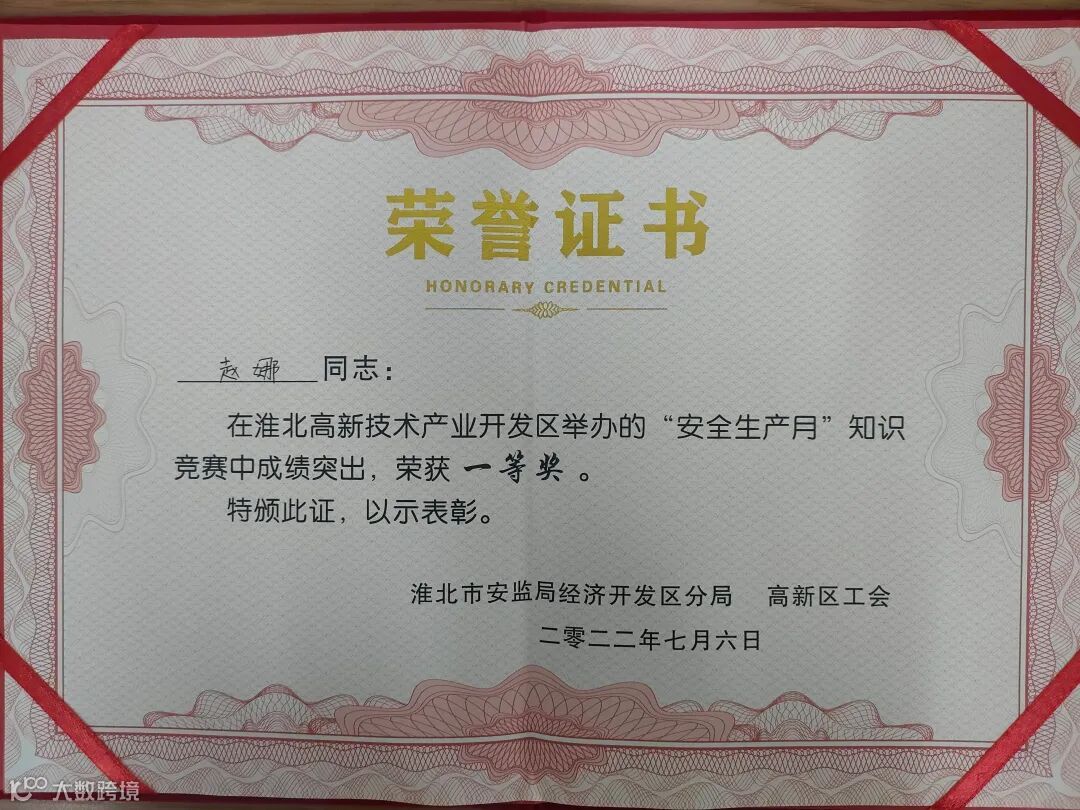 荣誉证书
HONORARY CREDENTIAL
赵娜 同志：
在淮北高新技术产业开发区举办的“安全生产月”知识
竞赛中成绩突出，荣获 一等奖 。
特颁此证，以示表彰。
淮北市安监局经济开发区分局 高新区工会
二零二二年七月六日
大数跨境